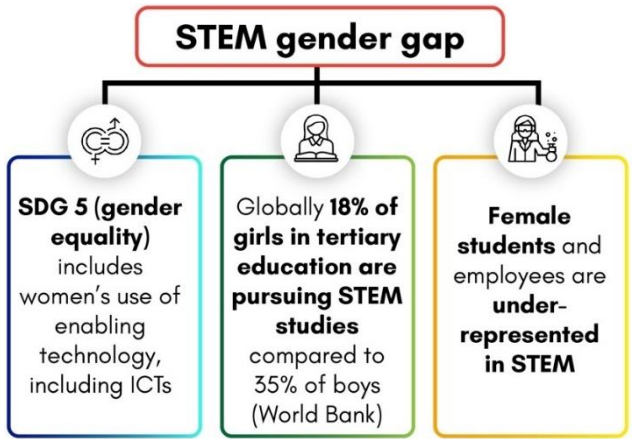 STEM gender gap
SDG 5 (gender
equality)
includes
women's use of
enabling
technology,
including ICTs
Globally 18% of
girls in tertiary
education are
pursuing STEM
studies
compared to
35% of boys
(World Bank)
Female
students and
employees are
under-
represented
in STEM